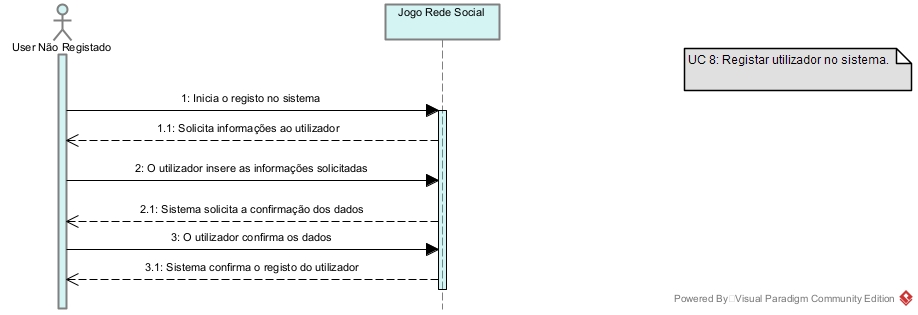 Jogo Rede Social
User Não Registado
UC 8: Registar utilizador no sistema.
1: Inicia o registo no sistema
1.1: Solicita informações ao utilizador
2: O utilizador insere as informações solicitadas
2.1: Sistema solicita a confirmação dos dados
3: O utilizador confirma os dados
3.1: Sistema confirma o registo do utilizador
Powered By Visual Paradigm Community Edition